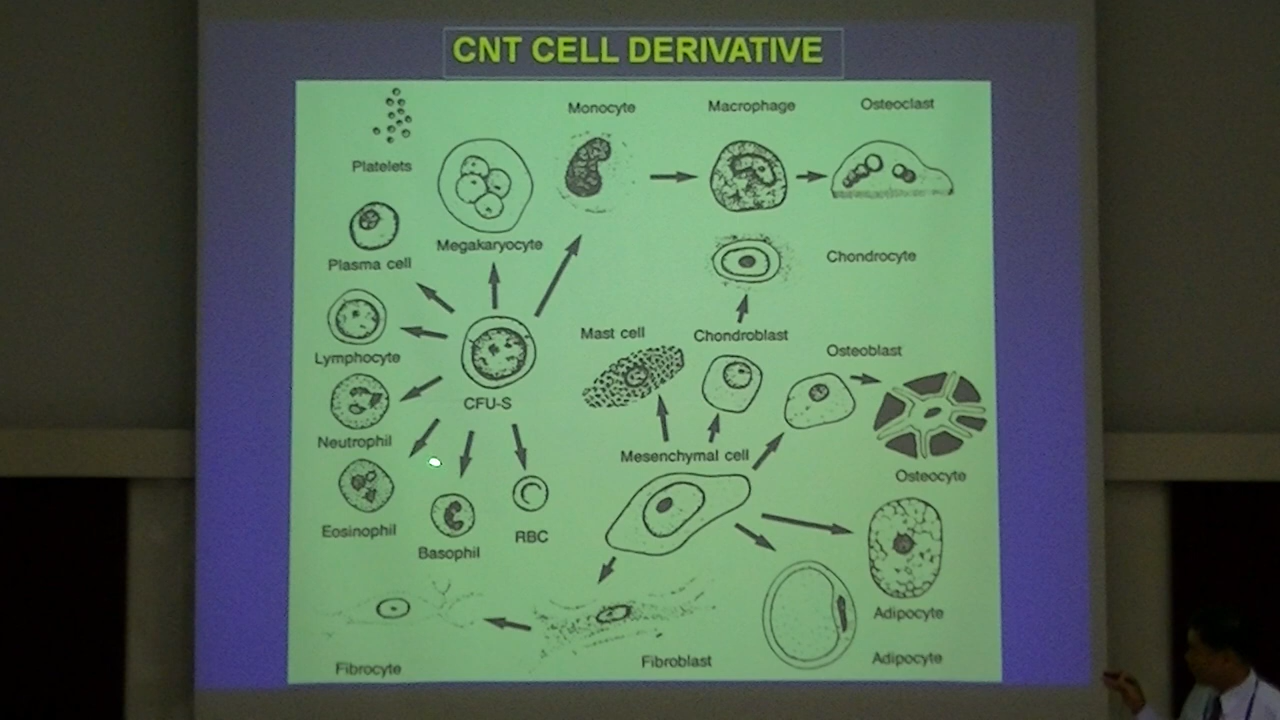 CNT CELL DERIVATIVE
Monocyte
Macrophage
Osteoclast
Platelets
Megakaryocyte
Plasma cell
Chondrocyte
Mast cell
Chondroblast
Lymphocyte
Osteoblast
CFU-S
Neutrophil
Mesenchymal cell
Osteocyte
Eosinophil
RBC
Basophil
Adipocyte
Fibrocyte
Fibroblast
Adipocyte